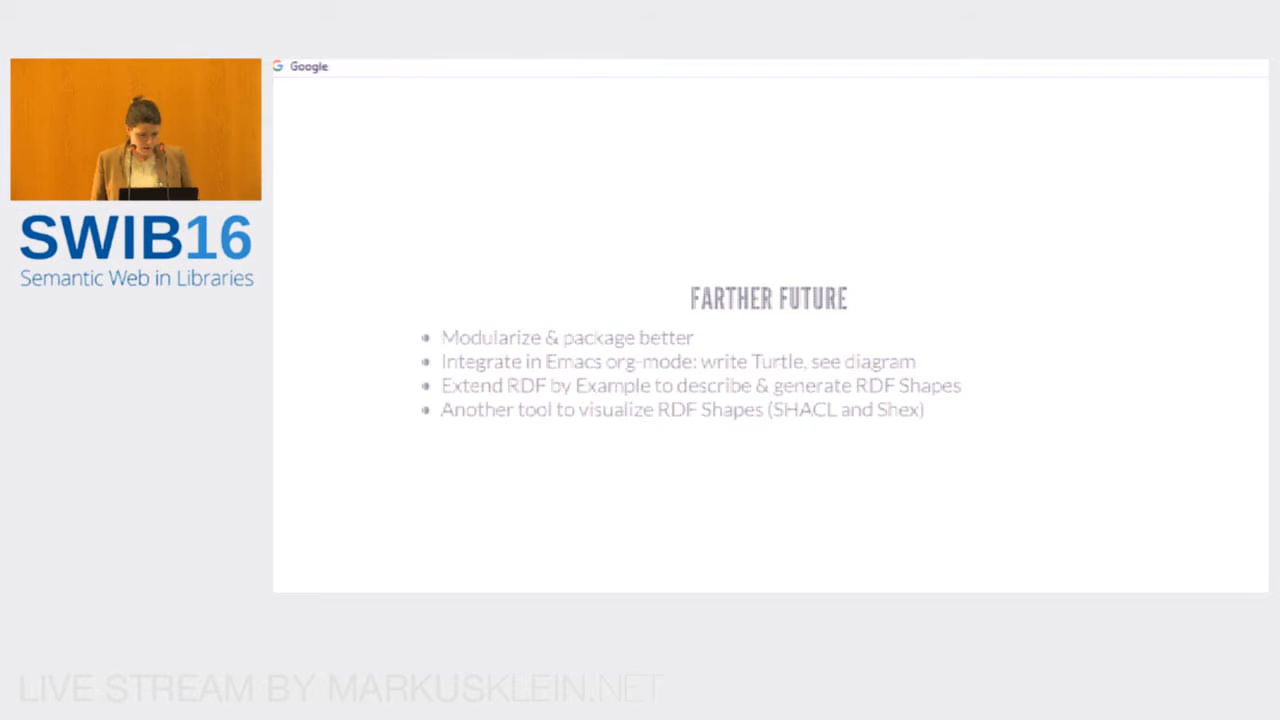 Google
SWIB16
Semantic Web in Libraries
FARTHER FUTURE
Modularize & package better
Integrate in Emacs org-mode: write Turtle, see diagram
Extend RDF by Example to describe & generate RDF Shapes
Another tool to visualize RDF Shapes (SHACL and Shex)
LIVE STREAM BY MARKUSKLEIN.NET